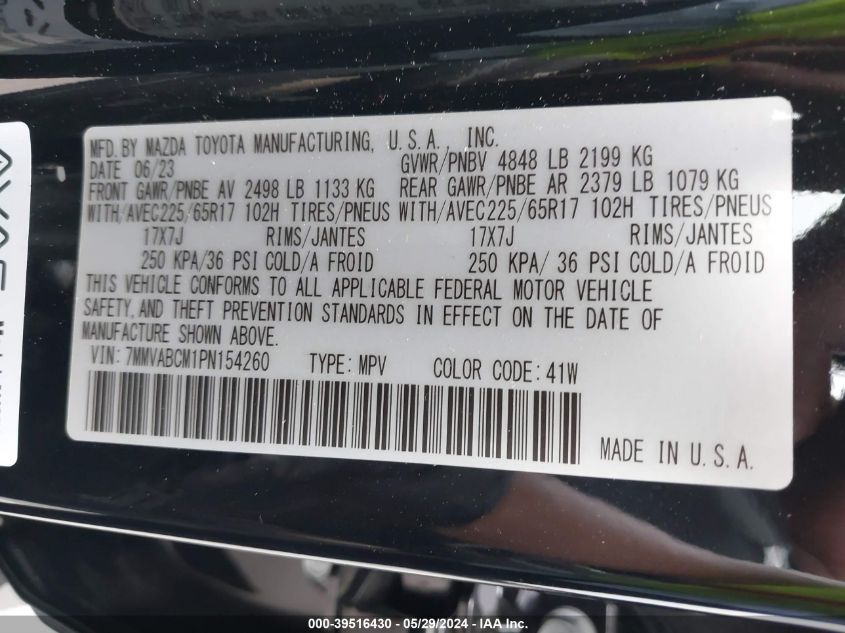 MFD. BY MAZDA TOYOTA MANUFACTURING, U.S.A., INC.
DATE 06/23 GVWR/PNBV 4848 LB 2199 KG
FRONT GAWR/PNBE AV 2498 LB 1133 KG REAR GAWR/PNBE AR 2379 LB 1079 KG
WITH/AVEC225/65R17 102H TIRES/PNEUS WITH/AVEC225/65R17 102H TIRES/PNEUS
17X7J RIMS/JANTES 17X7J RIMS/JANTES
250 KPA/36 PSI COLD/A FROID 250 KPA/ 36 PSI COLD/A FROID
THIS VEHICLE CONFORMS TO ALL APPLICABLE FEDERAL MOTOR VEHICLE
SAFETY, AND THEFT PREVENTION STANDARDS IN EFFECT ON THE DATE OF
MANUFACTURE SHOWN ABOVE.
VIN: 7MMVABCM1PN154260 TYPE: MPV COLOR CODE: 41W
MADE IN U.S.A.
000-39516430 - 05/29/2024 - IAA Inc.